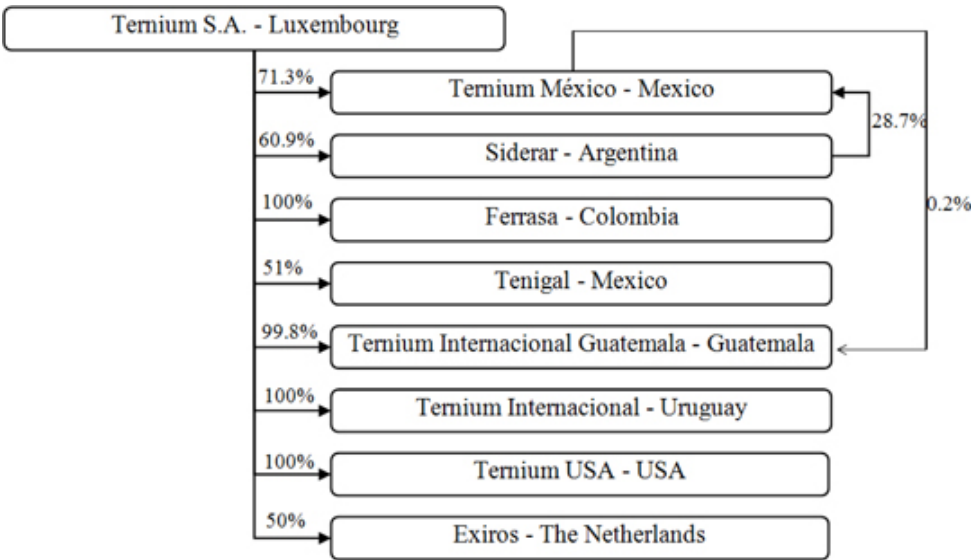 Ternium S.A. - Luxembourg
71.3%
Ternium México - Mexico
28.7%
60.9%
Siderar - Argentina
100%
Ferrasa - Colombia
0.2%
51%
Tenigal - Mexico
99.8%
Ternium Internacional Guatemala - Guatemala
100%
Ternium Internacional - Uruguay
100%
Ternium USA - USA
50%
Exiros - The Netherlands